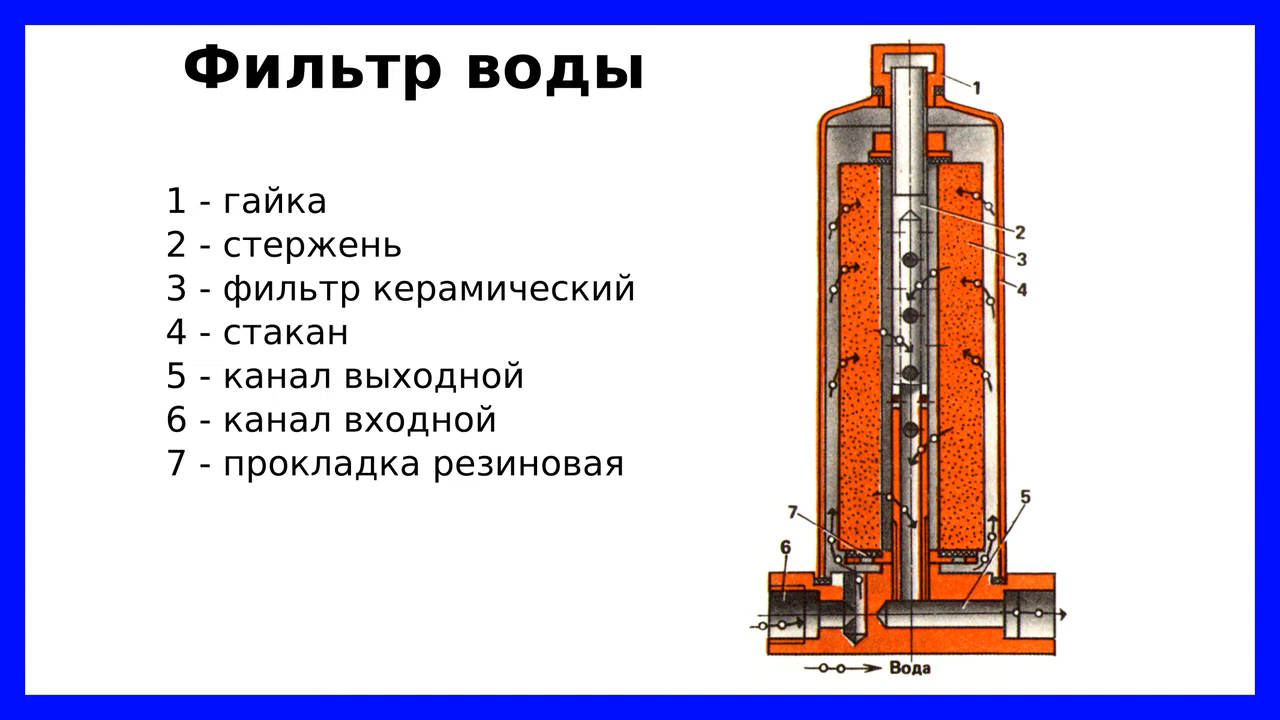 Фильтр воды
1 - гайка
2 - стержень
3 - фильтр керамический
4 - стакан
5 - канал выходной
6 - канал входной
7 - прокладка резиновая
1
2
3
4
5
7
6
Вода